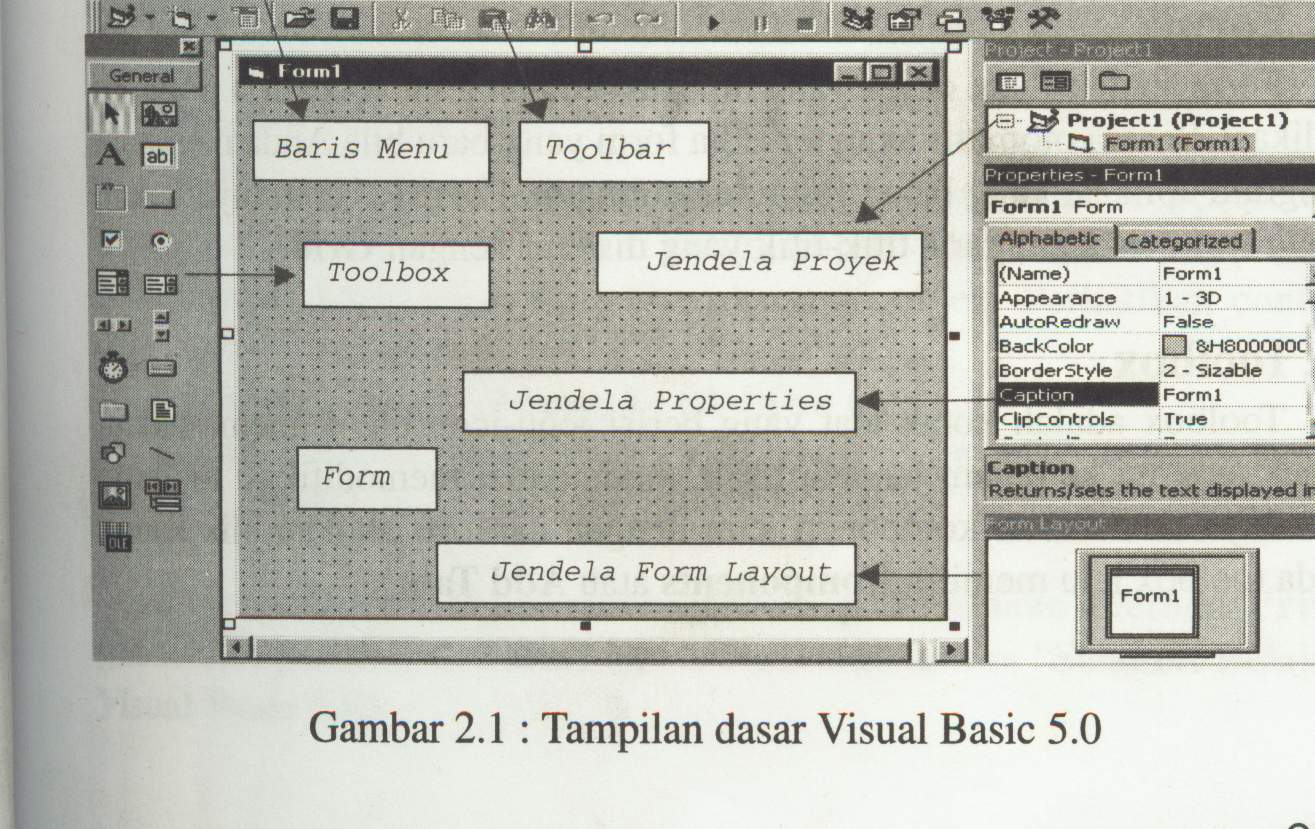 General
Form1
Baris Menu
Toolbar
Toolbox
Jendela Proyek
Jendela Properties
Form
Jendela Form Layout
Project - Project1
Project1 (Project1)
Form1 (Form1)
Properties - Form1
Form1 Form
Alphabetic Categorized
(Name) Form1
Appearance 1 - 3D
AutoRedraw False
BackColor &H800000
BorderStyle 2 - Sizable
Caption Form1
ClipControls True
Caption
Returns/sets the text displayed in
Form Layout
Form1
A
ab|
OLE
Gambar 2.1 : Tampilan dasar Visual Basic 5.0